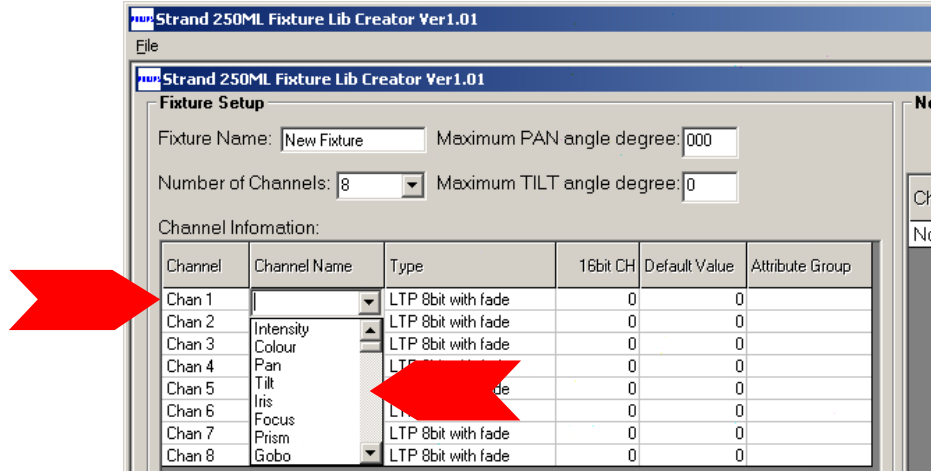 Strand 250ML Fixture Lib Creator Ver1.01
File
Strand 250ML Fixture Lib Creator Ver1.01
Fixture Setup
Fixture Name: New Fixture Maximum PAN angle degree: 000
Number of Channels: 8 Maximum TILT angle degree: 0
Channel Infomation:
Channel Channel Name Type 16bit CH Default Value Attribute Group
Chan 1 LTP 8bit with fade 0 0
Chan 2 Intensity LTP 8bit with fade 0 0
Chan 3 Colour LTP 8bit with fade 0 0
Chan 4 Pan 0 0
Chan 5 Tilt 0 0
Iris
Chan 6 Focus 0 0
Chan 7 Prism LTP 8bit with fade 0 0
Chan 8 Gobo LTP 8bit with fade 0 0